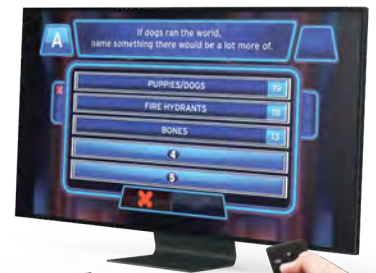 A
If dogs ran the world,
name something there would be a lot more of.
PUPPIES/DOGS 19
FIRE HYDRANTS 18
BONES 13
4
5